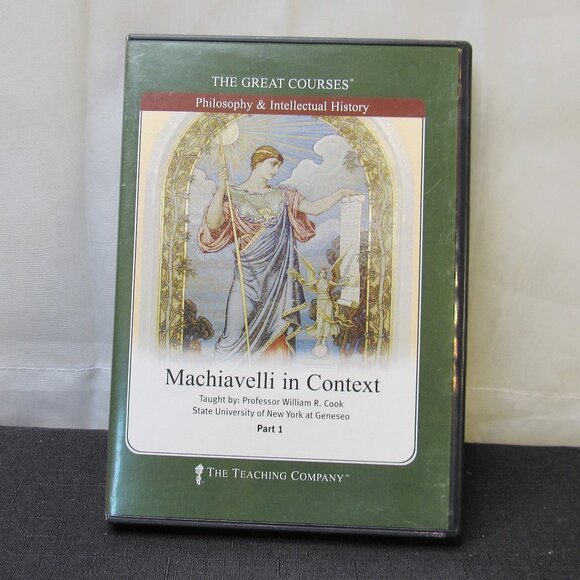 THE GREAT COURSES®
Philosophy & Intellectual History
Machiavelli in Context
Taught by: Professor William R. Cook
State University of New York at Geneseo
Part 1
THE TEACHING COMPANY™